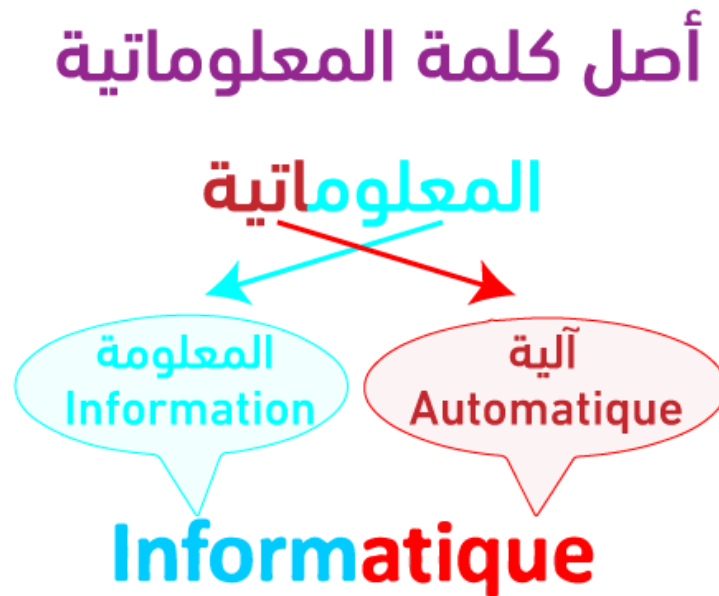 أصل كلمة المعلوماتية
المعلوماتية
المعلومة
Information
آلية
Automatique
Informatique